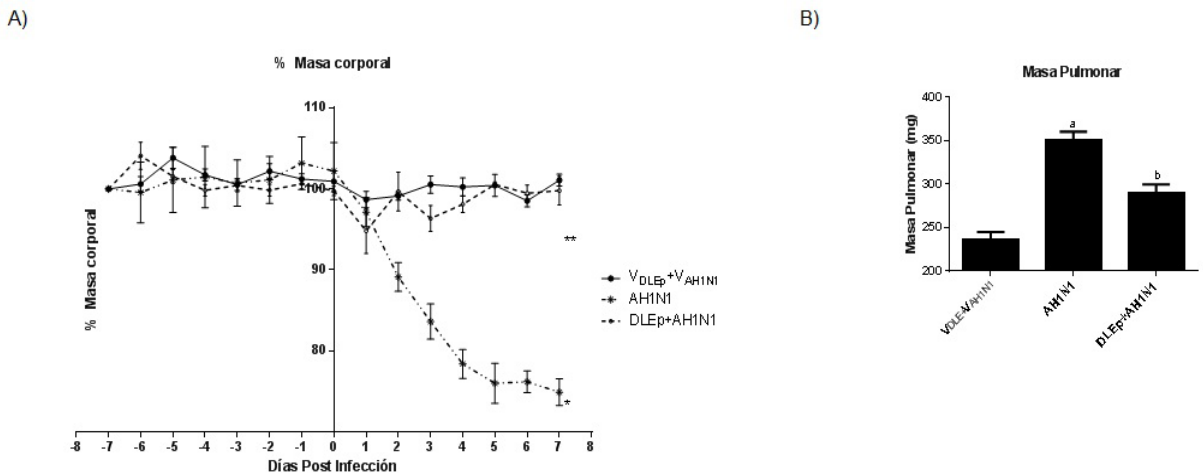 A)
% Masa corporal
% Masa corporal
110
100
90
80
-8 -7 -6 -5 -4 -3 -2 -1 0 1 2 3 4 5 6 7 8
Días Post Infección
**
*
VDLEp+VAH1N1
AH1N1
DLEp+AH1N1
B)
Masa Pulmonar
Masa Pulmonar (mg)
400
350
300
250
200
a
b
VDLE+VAH1N1
AH1N1
DLEp+AH1N1